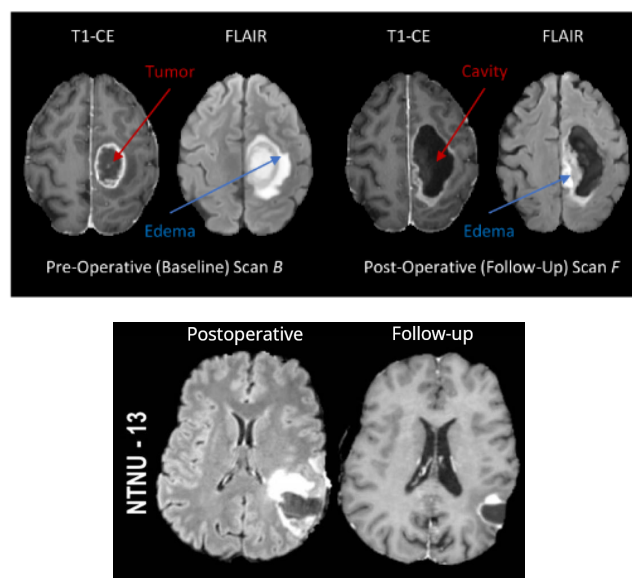 T1-CE FLAIR T1-CE FLAIR
Tumor Cavity
Edema Edema
Pre-Operative (Baseline) Scan B Post-Operative (Follow-Up) Scan F
Postoperative Follow-up
NTNU - 13